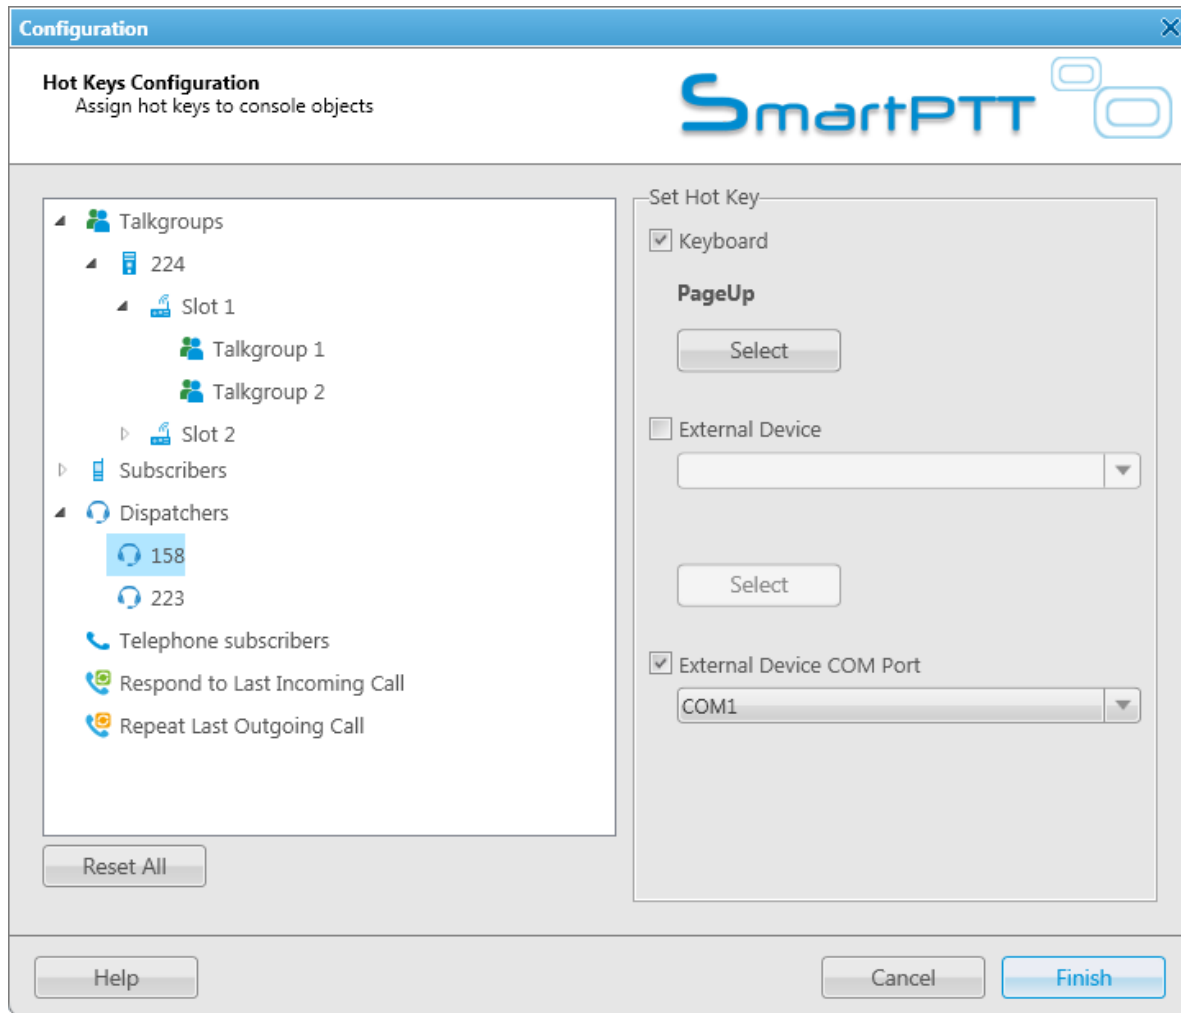 Configuration
Hot Keys Configuration
Assign hot keys to console objects
SmartPTT
Talkgroups
224
Slot 1
Talkgroup 1
Talkgroup 2
Slot 2
Subscribers
Dispatchers
158
223
Telephone subscribers
Respond to Last Incoming Call
Repeat Last Outgoing Call
Reset All
Set Hot Key
Keyboard
PageUp
Select
External Device
Select
External Device COM Port
COM1
Help
Cancel
Finish